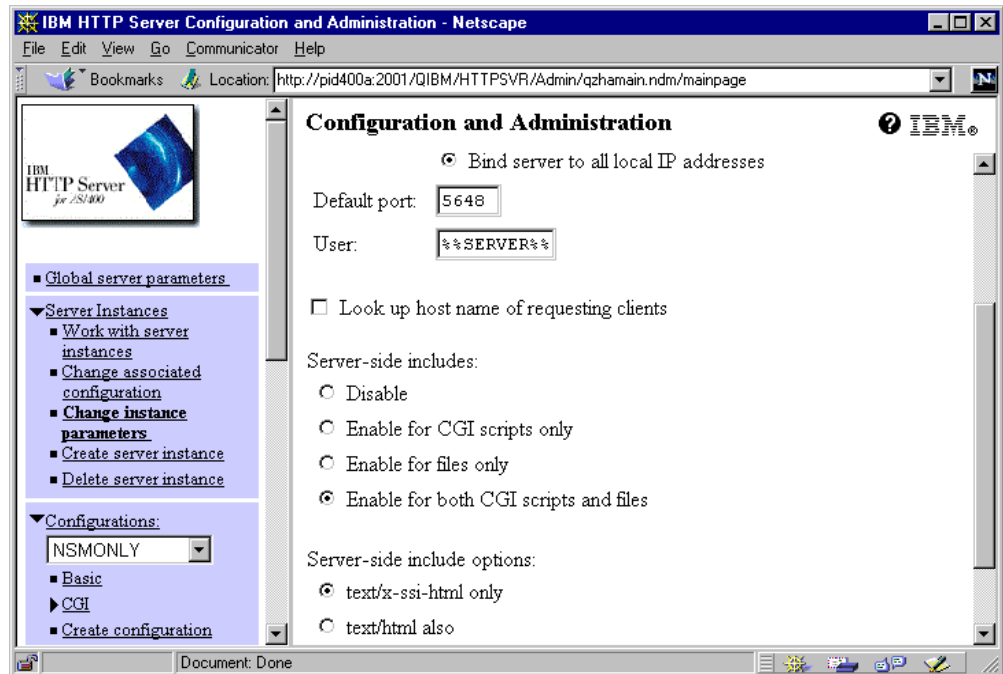 IBM HTTP Server Configuration and Administration - Netscape
File Edit View Go Communicator Help
Bookmarks Location: http://pid400a:2001/QIBM/HTTPSVR/Admin/qzhamain.ndm/mainpage
N
IBM
HTTP Server
for AS/400
Global server parameters
Server Instances
Work with server
instances
Change associated
configuration
Change instance
parameters
Create server instance
Delete server instance
Configurations:
NSMONLY
Basic
CGI
Create configuration
Configuration and Administration
? IBM®
Bind server to all local IP addresses
Default port: 5648
User: %%SERVER%%
Look up host name of requesting clients
Server-side includes:
Disable
Enable for CGI scripts only
Enable for files only
Enable for both CGI scripts and files
Server-side include options:
text/x-ssi-html only
text/html also
Document: Done